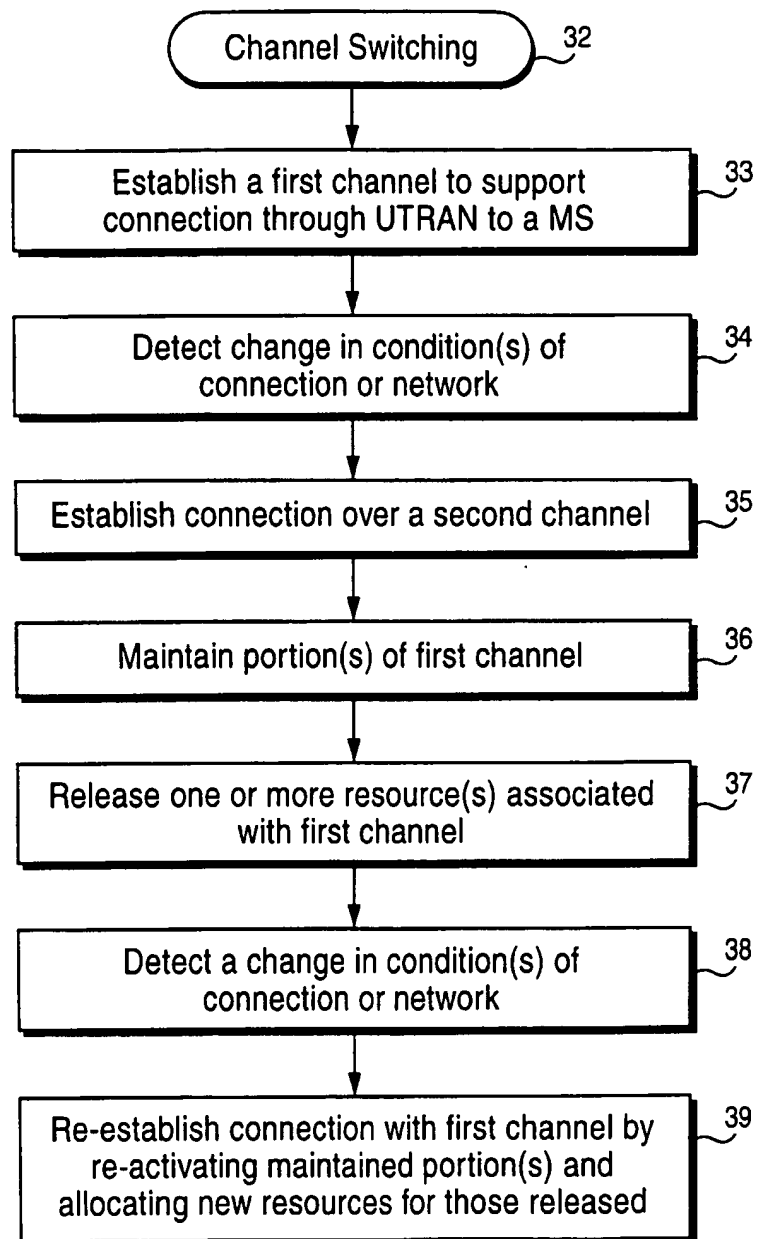 Channel Switching
32
Establish a first channel to support
connection through UTRAN to a MS
33
Detect change in condition(s) of
connection or network
34
Establish connection over a second channel
35
Maintain portion(s) of first channel
36
Release one or more resource(s) associated
with first channel
37
Detect a change in condition(s) of
connection or network
38
Re-establish connection with first channel by
re-activating maintained portion(s) and
allocating new resources for those released
39